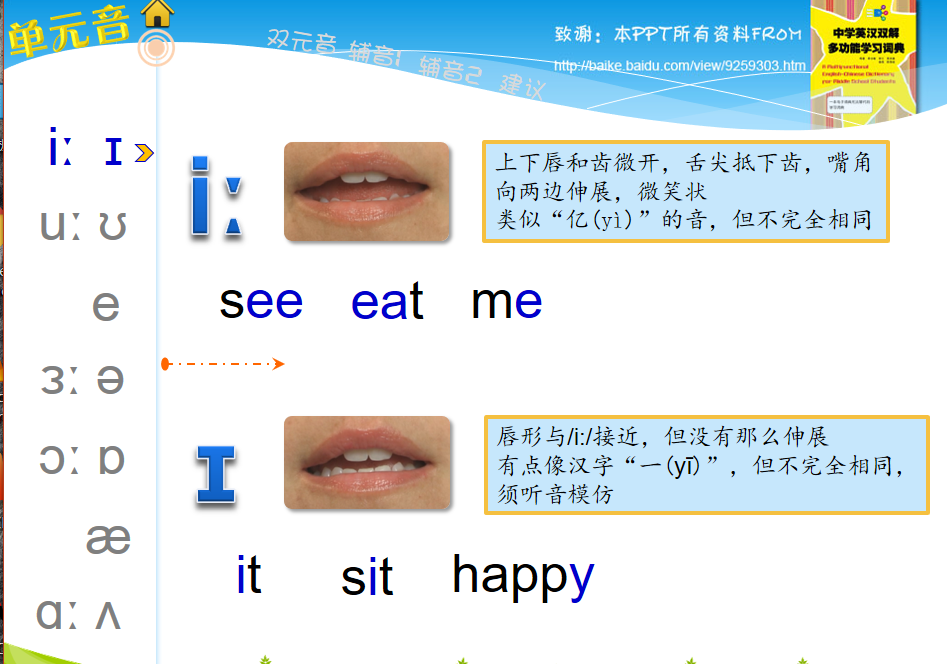 单元音
双元音 辅音1 辅音2 建议
致谢：本PPT所有资料FROM
http://baike.baidu.com/view/9259303.htm
中学英汉双解
多功能学习词典
A Multifunctional
English-Chinese Dictionary
for Middle School Students
iː ɪ
uː ʊ
e
ɜː ə
ɔː ɒ
æ
ɑː ʌ
iː
上下唇和齿微开，舌尖抵下齿，嘴角
向两边伸展，微笑状
类似“亿(yì)”的音，但不完全相同
see eat me
ɪ
唇形与/i:/接近，但没有那么伸展
有点像汉字“一(yī)”，但不完全相同，
须听音模仿
it sit happy